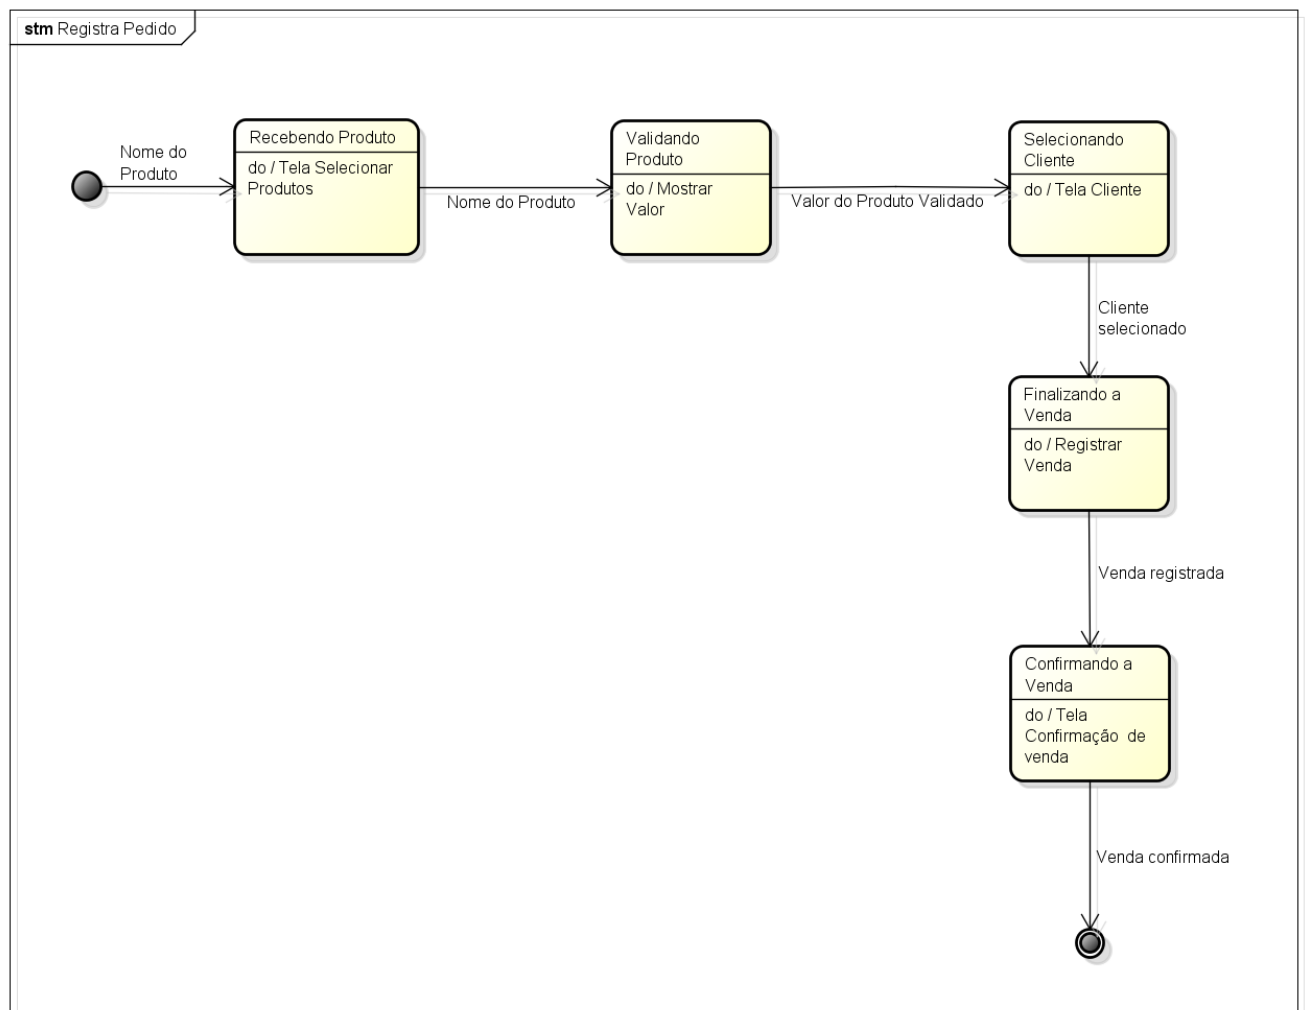 stm Registra Pedido
Nome do
Produto
Recebendo Produto
do / Tela Selecionar
Produtos
Nome do Produto
Validando
Produto
do / Mostrar
Valor
Valor do Produto Validado
Selecionando
Cliente
do / Tela Cliente
Cliente
selecionado
Finalizando a
Venda
do / Registrar
Venda
Venda registrada
Confirmando a
Venda
do / Tela
Confirmação  de
venda
Venda confirmada